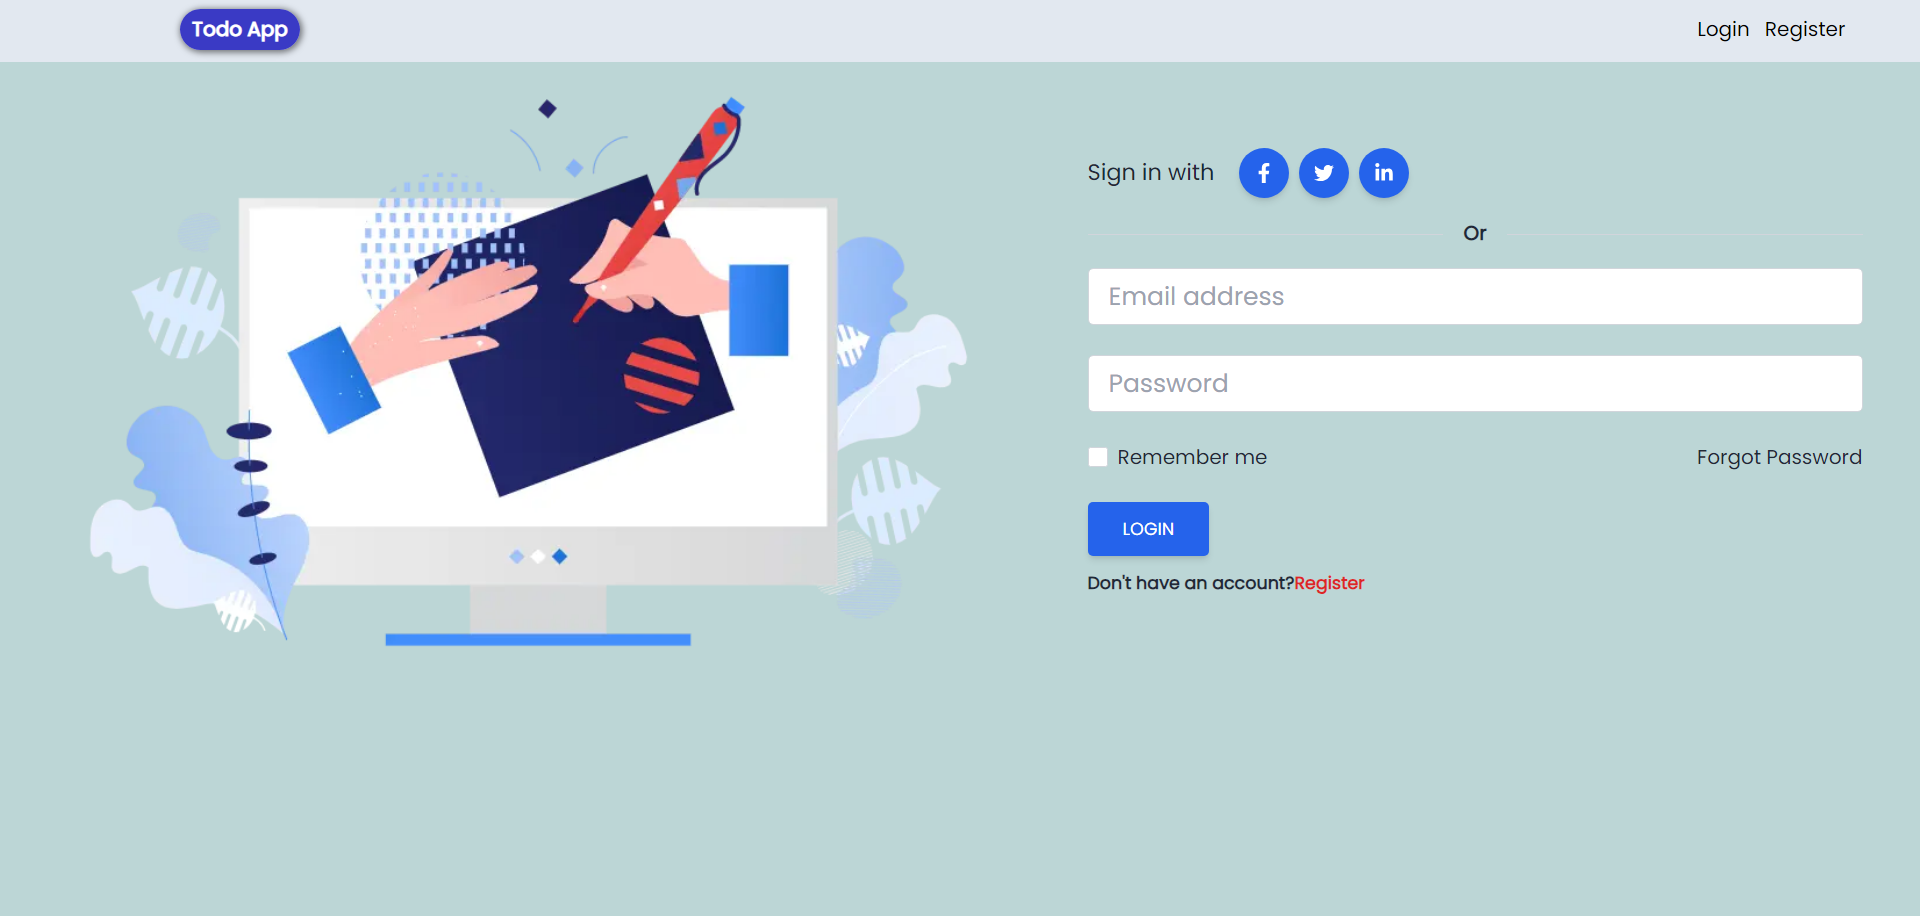 Todo App
Login Register
Sign in with
Or
Email address
Password
Remember me Forgot Password
LOGIN
Don't have an account?Register